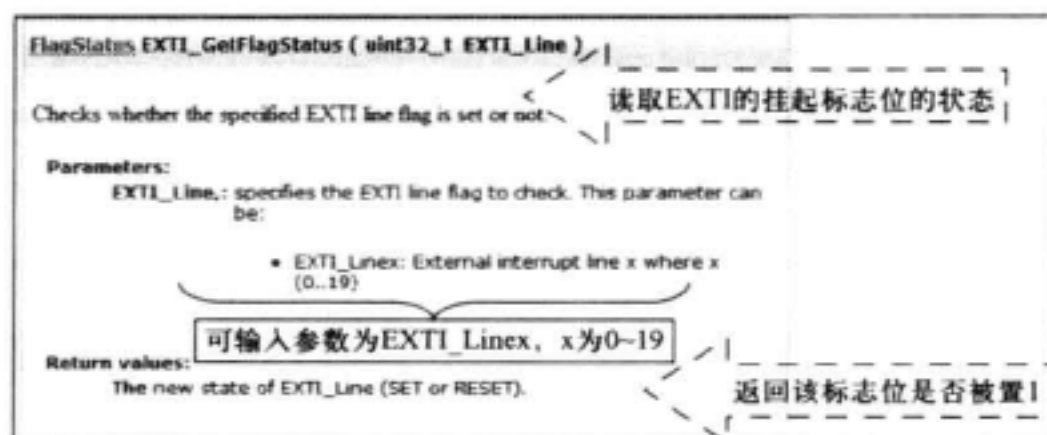 FlagStatus EXTI_GetFlagStatus ( uint32_t EXTI_Line )
读取EXTI的挂起标志位的状态
Checks whether the specified EXTI line flag is set or not
Parameters:
EXTI_Line,: specifies the EXTI line flag to check. This parameter can
be:
• EXTI_Linex: External interrupt line x where x
(0..19)
可输入参数为EXTI_Linex，x为0~19
Return values:
The new state of EXTI_Line (SET or RESET).
返回该标志位是否被置1